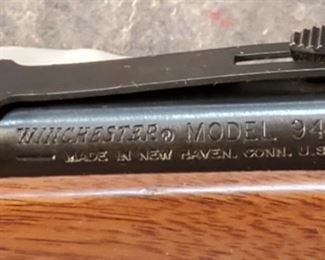 WINCHESTER® MODEL 94
— MADE IN NEW HAVEN, CONN. U.S